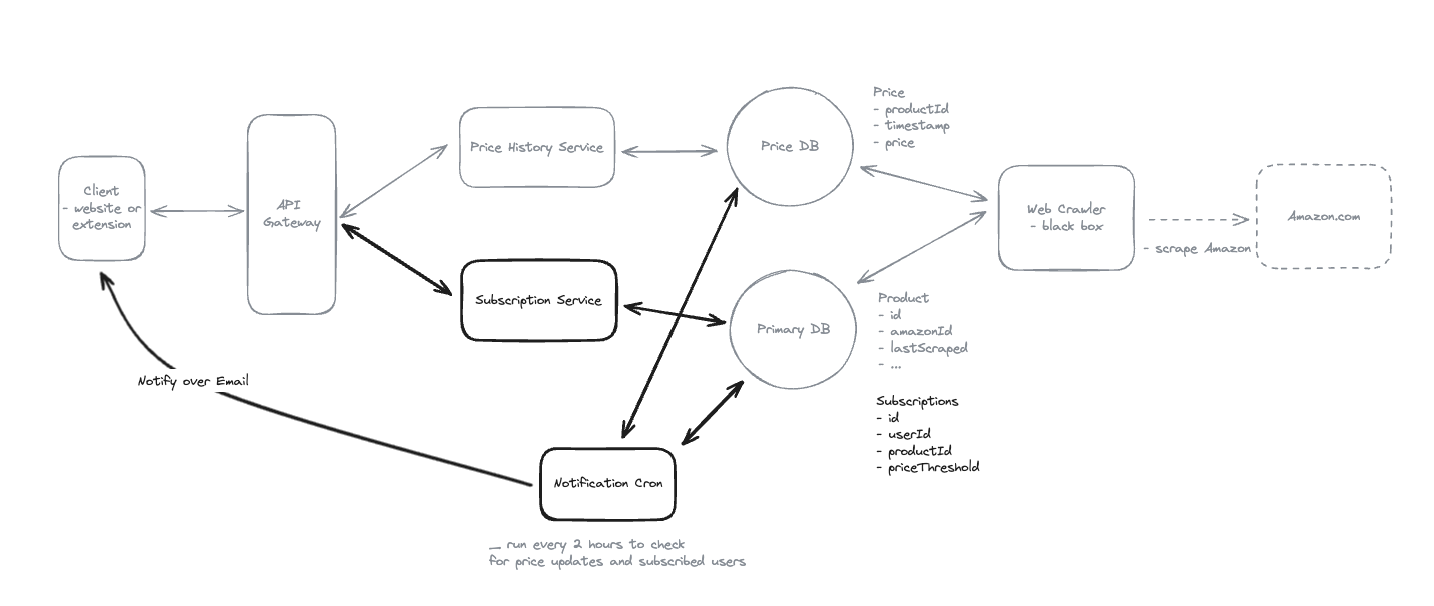 Client
- website or
extension
API
Gateway
Price History Service
Price DB
Price
- productId
- timestamp
- price
Web Crawler
- black box
- scrape Amazon
Amazon.com
Subscription Service
Primary DB
Product
- id
- amazonId
- lastScraped
- ...
Subscriptions
- id
- userId
- productId
- priceThreshold
Notify over Email
Notification Cron
_ run every 2 hours to check
for price updates and subscribed users